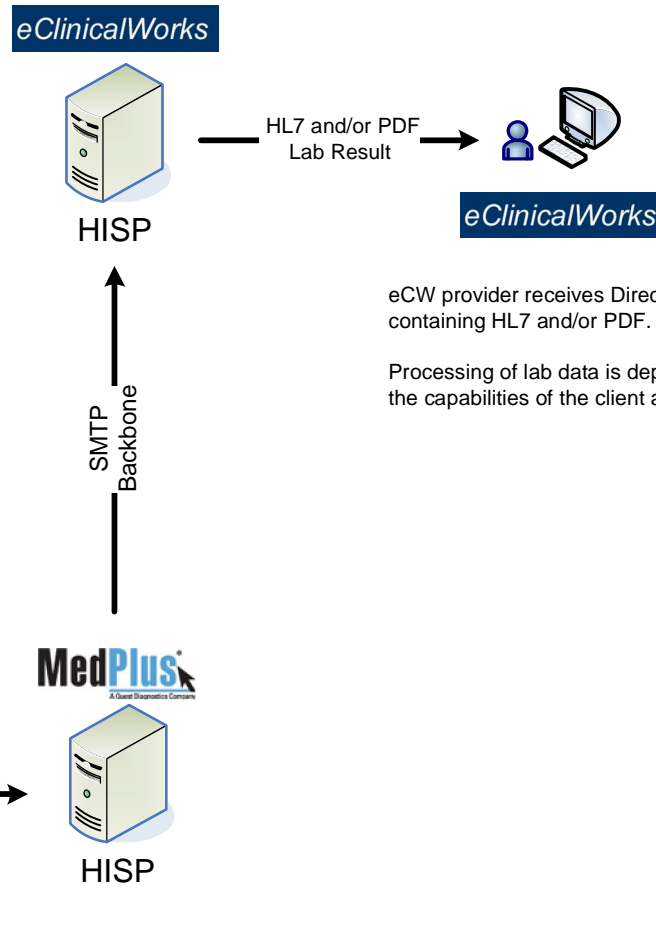 eClinicalWorks
HISP
HL7 and/or PDF
Lab Result
eClinicalWorks
eCW provider receives Direc
containing HL7 and/or PDF.
Processing of lab data is dep
the capabilities of the client a
SMTP
Backbone
MedPlus
A Quest Diagnostics Company
HISP